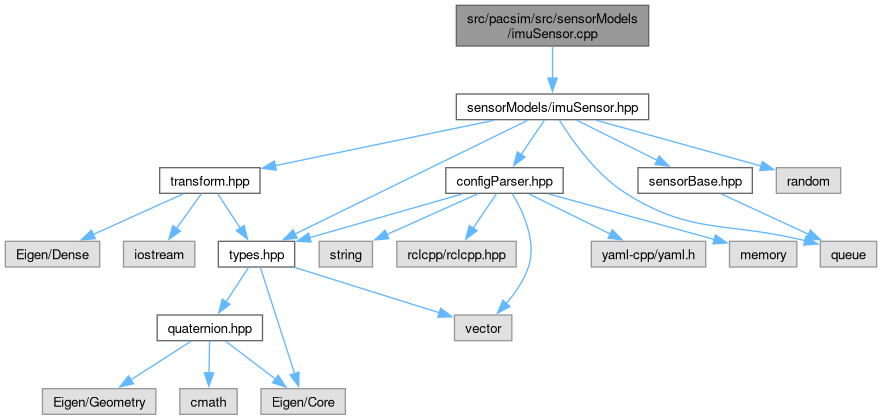 src/pacsim/src/sensorModels
/imuSensor.cpp
sensorModels/imuSensor.hpp
transform.hpp
configParser.hpp
sensorBase.hpp
random
Eigen/Dense
iostream
types.hpp
string
rclcpp/rclcpp.hpp
yaml-cpp/yaml.h
memory
queue
quaternion.hpp
vector
Eigen/Geometry
cmath
Eigen/Core